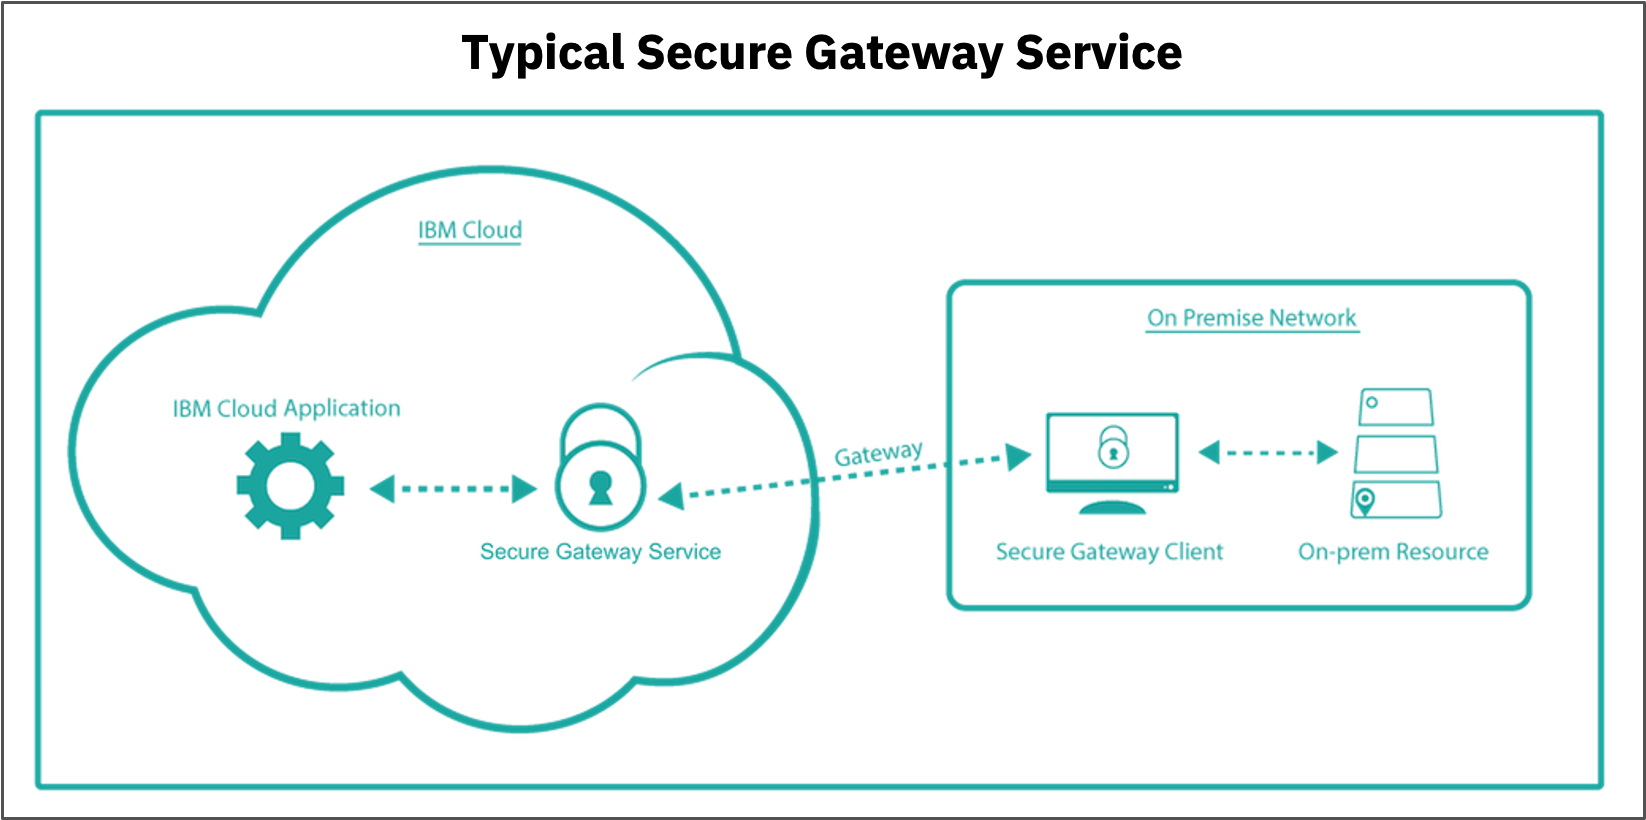 Typical Secure Gateway Service
IBM Cloud
On Premise Network
IBM Cloud Application
Gateway
Secure Gateway Service
Secure Gateway Client
On-prem Resource